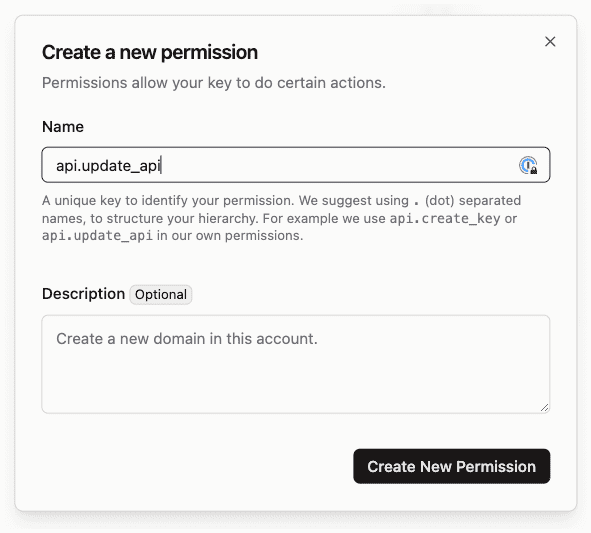 Create a new permission
Permissions allow your key to do certain actions.
Name
api.update_api
A unique key to identify your permission. We suggest using . (dot) separated
names, to structure your hierarchy. For example we use api.create_key or
api.update_api in our own permissions.
Description Optional
Create a new domain in this account.
Create New Permission